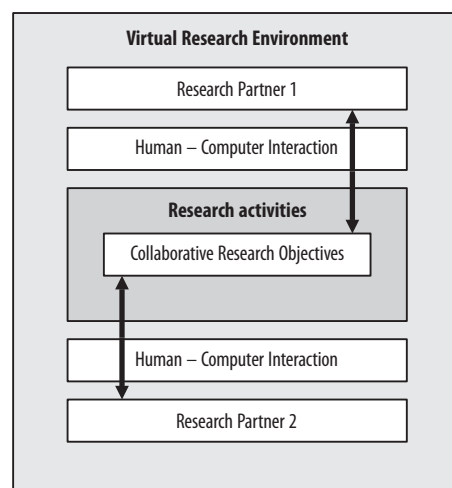 Virtual Research Environment
Research Partner 1
Human – Computer Interaction
Research activities
Collaborative Research Objectives
Human – Computer Interaction
Research Partner 2